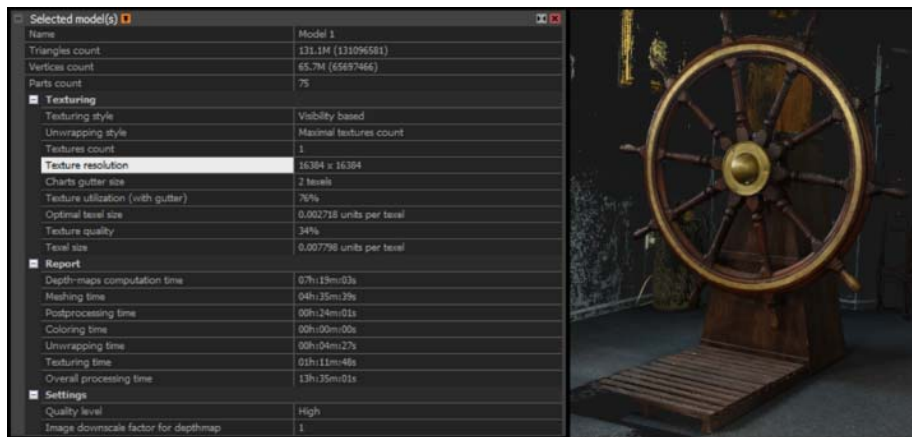 Selected model(s)
Name Model 1
Triangles count 131.1M (131096581)
Vertices count 65.7M (65697466)
Parts count 75
Texturing
Texturing style Visibility based
Unwrapping style Maximal textures count
Textures count 1
Texture resolution 16384 x 16384
Charts gutter size 2 texels
Texture utilization (with gutter) 76%
Optimal texel size 0.002718 units per texel
Texture quality 34%
Texel size 0.007798 units per texel
Report
Depth-maps computation time 07h:19m:03s
Meshing time 04h:35m:39s
Postprocessing time 00h:24m:01s
Coloring time 00h:00m:00s
Unwrapping time 00h:04m:27s
Texturing time 01h:11m:48s
Overall processing time 13h:35m:01s
Settings
Quality level High
Image downscale factor for depthmap 1